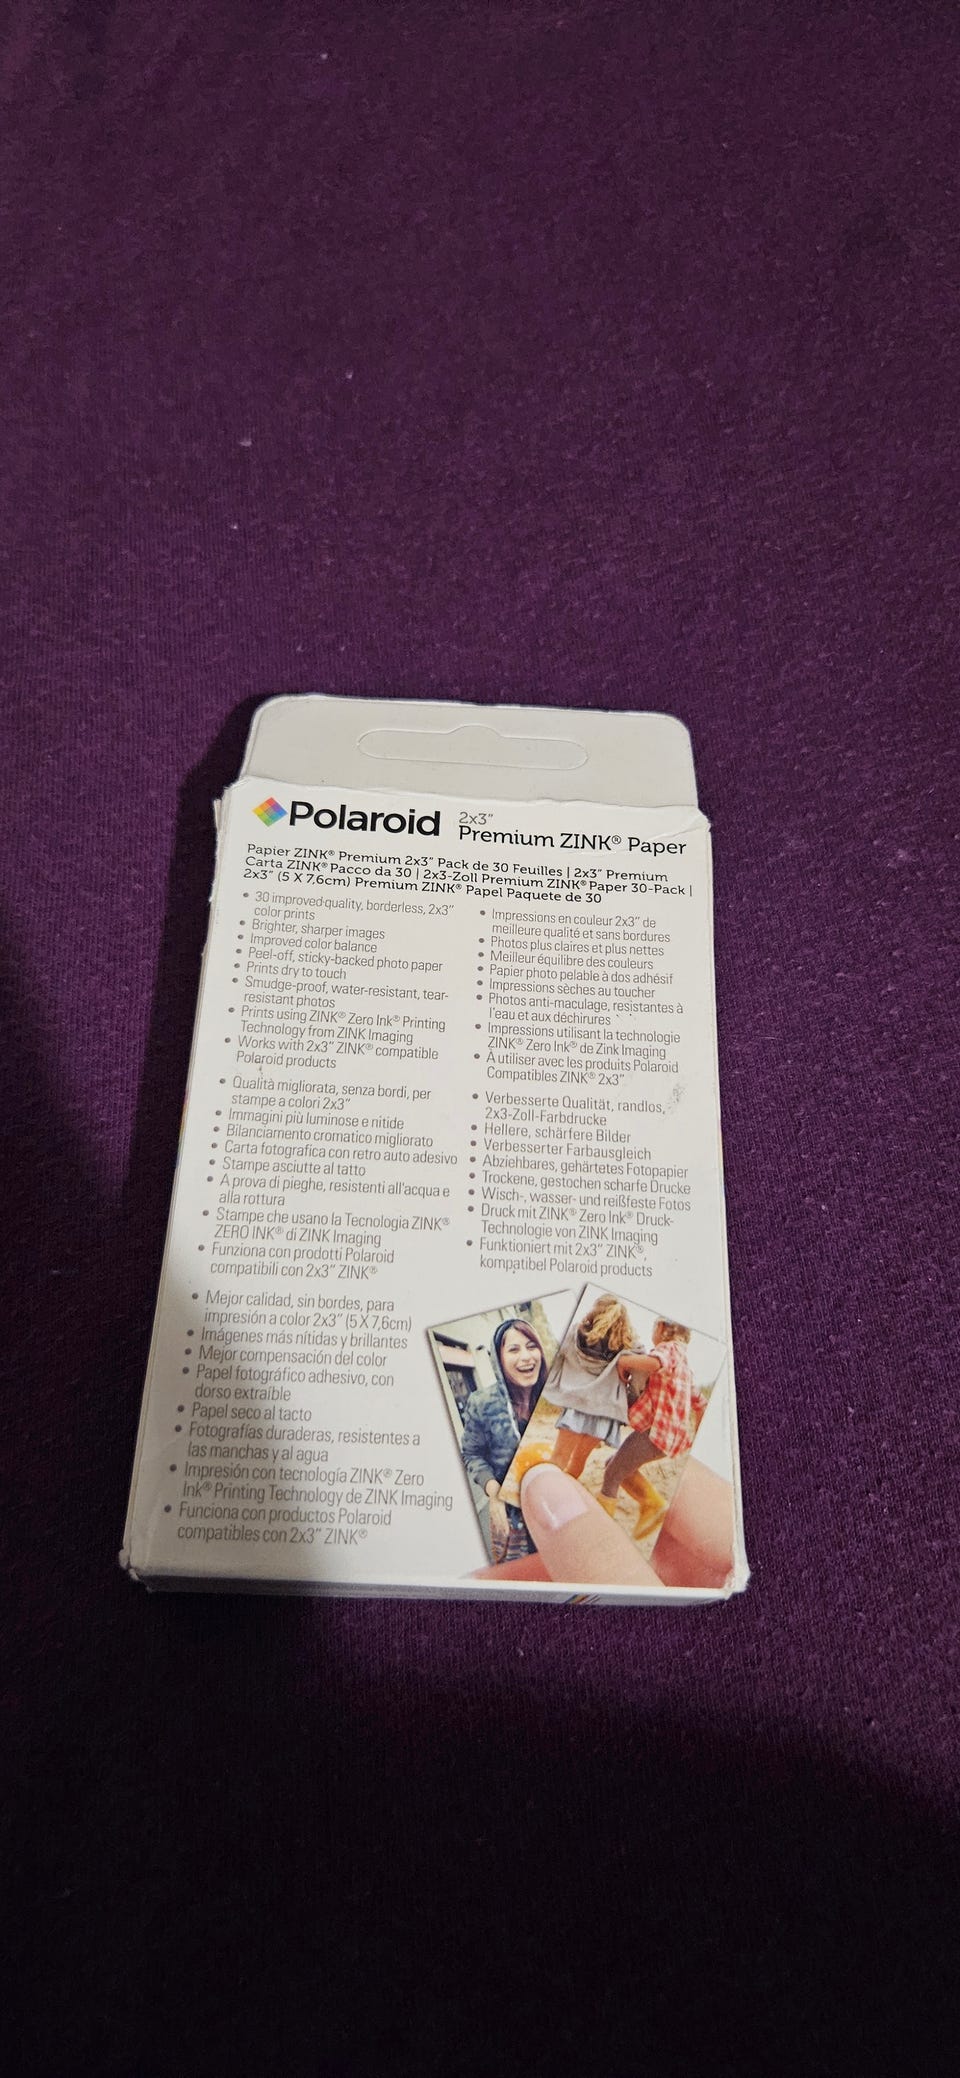 Polaroid
2x3"
Premium ZINK® Paper
Papier ZINK® Premium 2x3" Pack de 30 Feuilles | 2x3" Premium
Carta ZINK® Pacco da 30 | 2x3-Zoll Premium ZINK® Paper 30-Pack |
2x3" (5 X 7,6cm) Premium ZINK® Papel Paquete de 30
• 30 improved-quality, borderless, 2x3"
color prints
• Brighter, sharper images
• Improved color balance
• Peel-off, sticky-backed photo paper
• Prints dry to touch
• Smudge-proof, water-resistant, tear-
resistant photos
• Prints using ZINK® Zero Ink® Printing
Technology from ZINK Imaging
• Works with 2x3" ZINK® compatible
Polaroid products
• Impressions en couleur 2x3" de
meilleure qualité et sans bordures
• Photos plus claires et plus nettes
• Meilleur équilibre des couleurs
• Papier photo pelable à dos adhésif
• Impressions sèches au toucher
• Photos anti-maculage, resistantes à
l'eau et aux déchirures
• Impressions utilisant la technologie
ZINK® Zero Ink® de Zink Imaging
• À utiliser avec les produits Polaroid
Compatibles ZINK® 2x3"
• Qualità migliorata, senza bordi, per
stampe a colori 2x3"
• Immagini più luminose e nitide
• Bilanciamento cromatico migliorato
• Carta fotografica con retro auto adesivo
• Stampe asciutte al tatto
• A prova di pieghe, resistenti all'acqua e
alla rottura
• Stampe che usano la Tecnologia ZINK®
ZERO INK® di ZINK Imaging
• Funziona con prodotti Polaroid
compatibili con 2x3" ZINK®
• Verbesserte Qualität, randlos,
2x3-Zoll-Farbdrucke
• Hellere, schärfere Bilder
• Verbesserter Farbausgleich
• Abziehbares, gehärtetes Fotopapier
• Trockene, gestochen scharfe Drucke
• Wisch-, wasser- und reißfeste Fotos
• Druck mit ZINK® Zero Ink® Druck-
Technologie von ZINK Imaging
• Funktioniert mit 2x3" ZINK®,
kompatibel Polaroid products
• Mejor calidad, sin bordes, para
impresión a color 2x3" (5 X 7,6cm)
• Imágenes más nítidas y brillantes
• Mejor compensación del color
• Papel fotográfico adhesivo, con
dorso extraíble
• Papel seco al tacto
• Fotografías duraderas, resistentes a
las manchas y al agua
• Impresión con tecnología ZINK® Zero
Ink® Printing Technology de ZINK Imaging
• Funciona con productos Polaroid
compatibles con 2x3" ZINK®